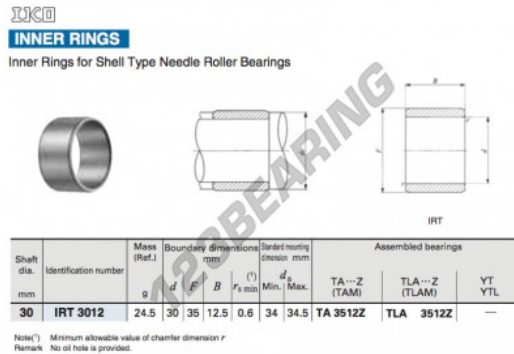 IKO
INNER RINGS
Inner Rings for Shell Type Needle Roller Bearings
B
r
r
F
d
da
IRT
123BEARING
Shaft dia. mm
Identification number
Mass (Ref.) g
Boundary dimensions mm
d F B rs min (1)
Standard mounting dimension mm
da
Min. Max.
Assembled bearings
TA···Z (TAM)
TLA···Z (TLAM)
YT YTL
30 IRT 3012 24.5 30 35 12.5 0.6 34 34.5 TA 3512Z TLA 3512Z —
Note(1) Minimum allowable value of chamfer dimension r
Remark No oil hole is provided.